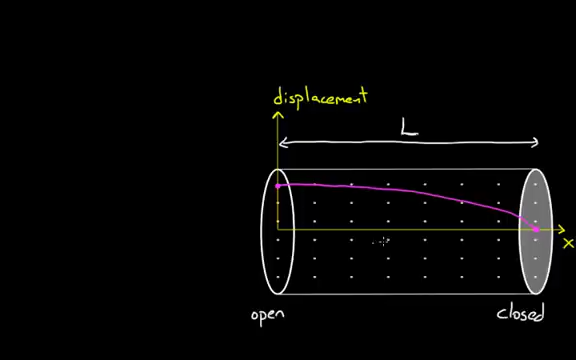 displacement
L
x
open
closed